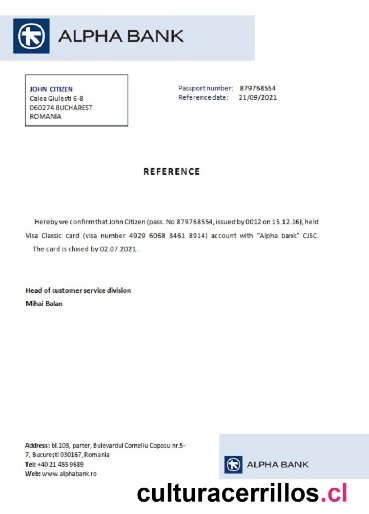 ALPHA BANK
JOHN CITIZEN
Calea Giulesti 6-8
060274 BUCHAREST
ROMANIA
Passport number: 879768554
Reference date: 21/09/2021
REFERENCE
Hereby we confirm that John Citizen (pass. No 879768554, issued by 0012 on 15.12.16), held
Visa Classic card (visa number 4929 6068 3461 8914) account with "Alpha bank" CJSC.
The card is closed by 02.07.2021.
Head of customer service division
Mihai Balan
Address: bl.103, parter, Bulevardul Corneliu Coposu nr.5-
7, București 030167, Romania
Tel: +40 21 455 9689
Web: www.alphabank.ro
ALPHA BANK
culturacerrillos.cl